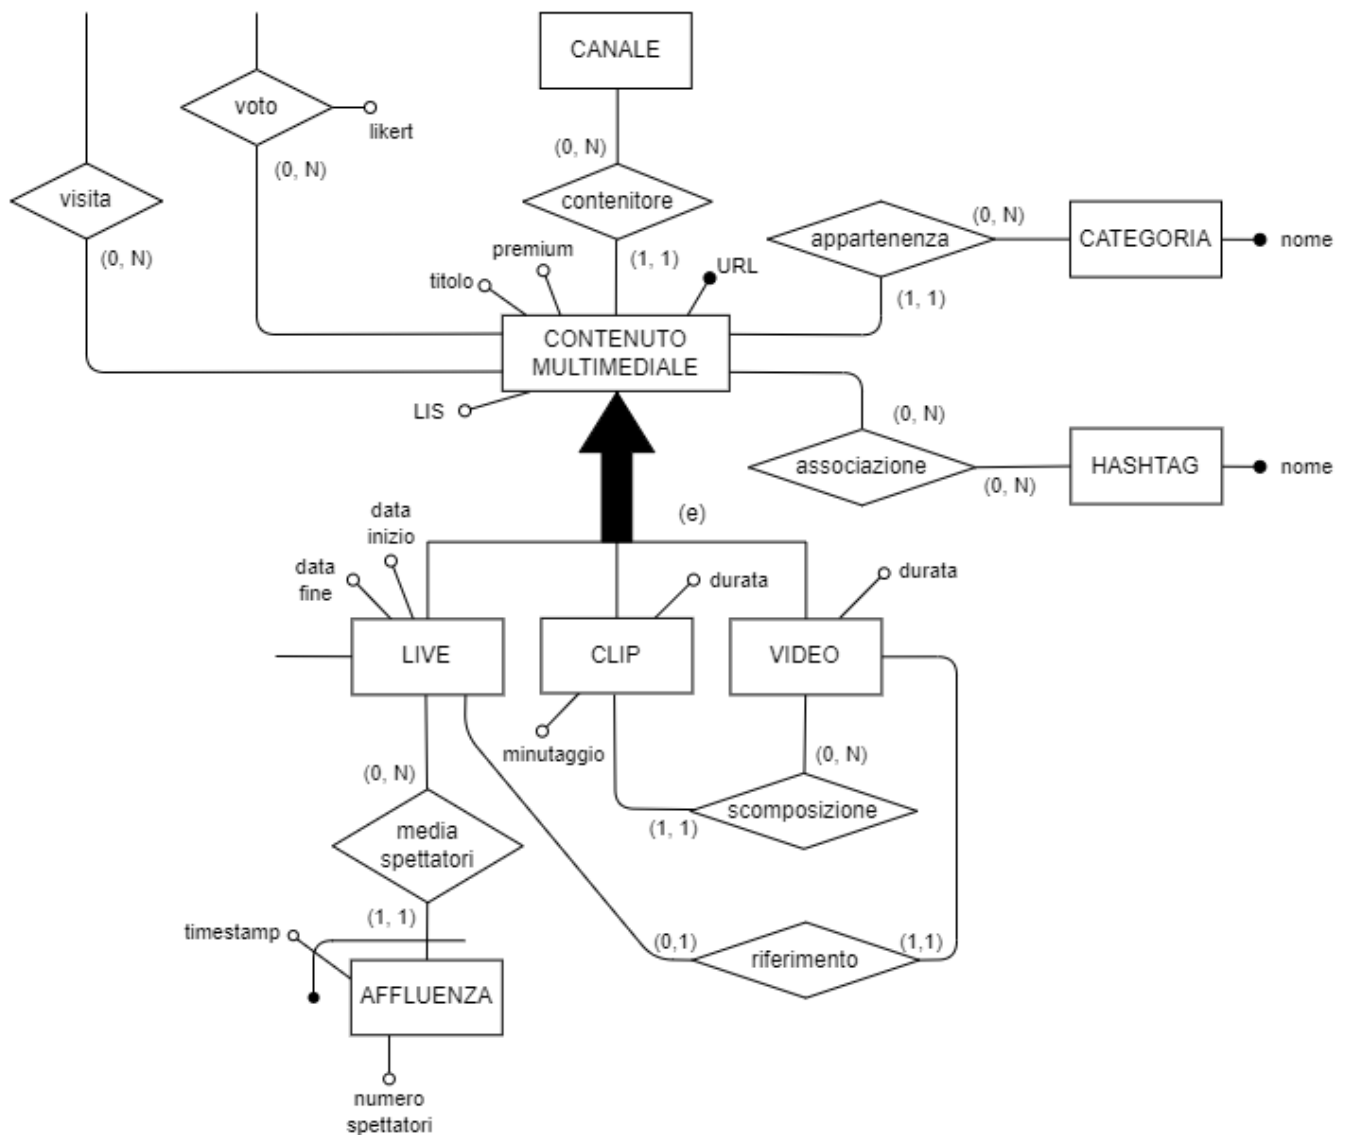 CANALE
voto
likert
(0, N)
(0, N)
visita
contenitore
(0, N)
CATEGORIA
nome
appartenenza
(0, N)
premium
(1, 1)
URL
titolo
(1, 1)
CONTENUTO
MULTIMEDIALE
LIS
(0, N)
associazione
HASHTAG
nome
(0, N)
data
inizio
(e)
data
fine
durata
durata
LIVE
CLIP
VIDEO
minutaggio
(0, N)
(0, N)
scomposizione
media
spettatori
(1, 1)
(1, 1)
timestamp
(0,1)
riferimento
(1,1)
AFFLUENZA
numero
spettatori